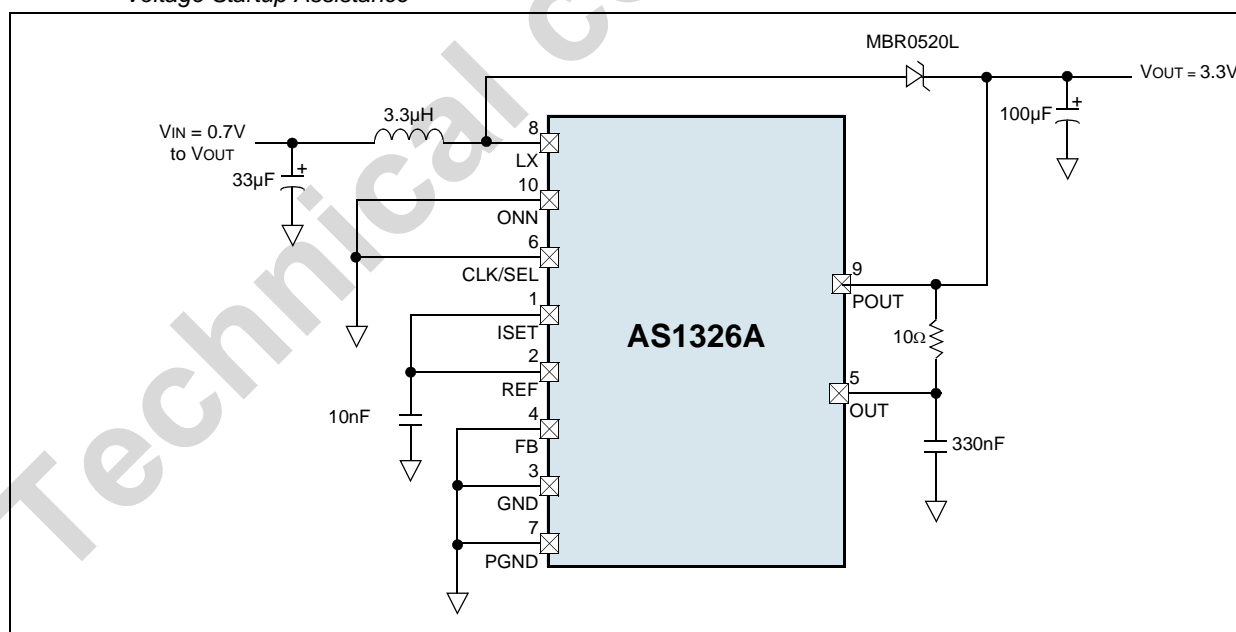 Voltage Startup Assistance
MBR0520L
VOUT = 3.3V
3.3µH
100µF
VIN = 0.7V
to VOUT
8
LX
33µF
10
ONN
6
CLK/SEL
9
POUT
1
ISET
AS1326A
10Ω
2
REF
5
OUT
10nF
4
FB
330nF
3
GND
7
PGND
Technical